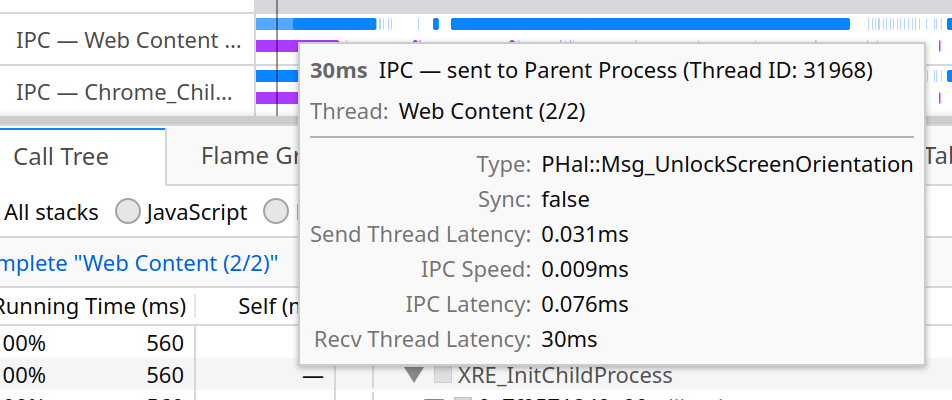 IPC — Web Content ...
30ms IPC — sent to Parent Process (Thread ID: 31968)
IPC — Chrome_Chil...
Thread: Web Content (2/2)
Call Tree
Flame Gr
Tal
Type: PHal::Msg_UnlockScreenOrientation
All stacks
JavaScript
Sync: false
Send Thread Latency: 0.031ms
mplete "Web Content (2/2)"
IPC Speed: 0.009ms
Running Time (ms)
Self (m
IPC Latency: 0.076ms
00% 560
Recv Thread Latency: 30ms
00% 560 — XRE_InitChildProcess